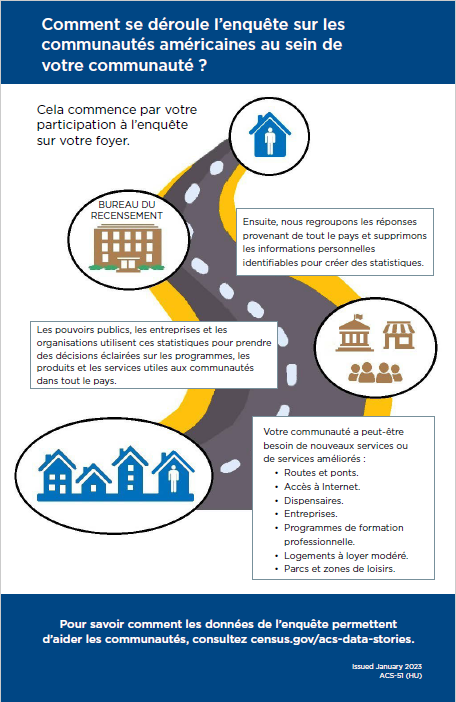 Comment se déroule l'enquête sur les
communautés américaines au sein de
votre communauté ?
Cela commence par votre
participation à l'enquête
sur votre foyer.
BUREAU DU
RECENSEMENT
Ensuite, nous regroupons les réponses
provenant de tout le pays et supprimons
les informations personnelles
identifiables pour créer des statistiques.
Les pouvoirs publics, les entreprises et les
organisations utilisent ces statistiques pour prendre
des décisions éclairées sur les programmes, les
produits et les services utiles aux communautés
dans tout le pays.
Votre communauté a peut-être
besoin de nouveaux services ou
de services améliorés :
• Routes et ponts.
• Accès à Internet.
• Dispensaires.
• Entreprises.
• Programmes de formation
professionnelle.
• Logements à loyer modéré.
• Parcs et zones de loisirs.
Pour savoir comment les données de l'enquête permettent
d'aider les communautés, consultez census.gov/acs-data-stories.
Issued January 2023
ACS-51 (HU)